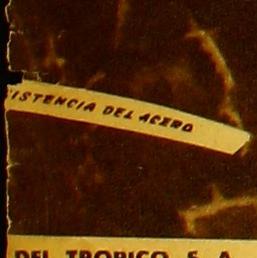 ISTENCIA DEL ACERO
DEL TROPICO S. A.